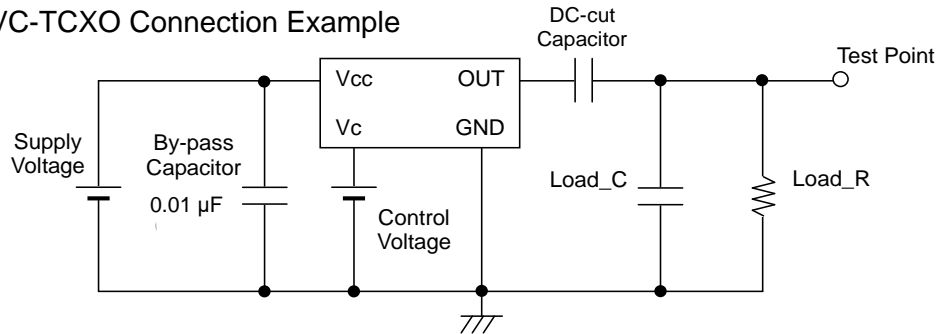 VC-TCXO Connection Example
DC-cut
Capacitor
Test Point
Vcc
OUT
Vc
GND
Supply
Voltage
By-pass
Capacitor
0.01 µF
Control
Voltage
Load_C
Load_R